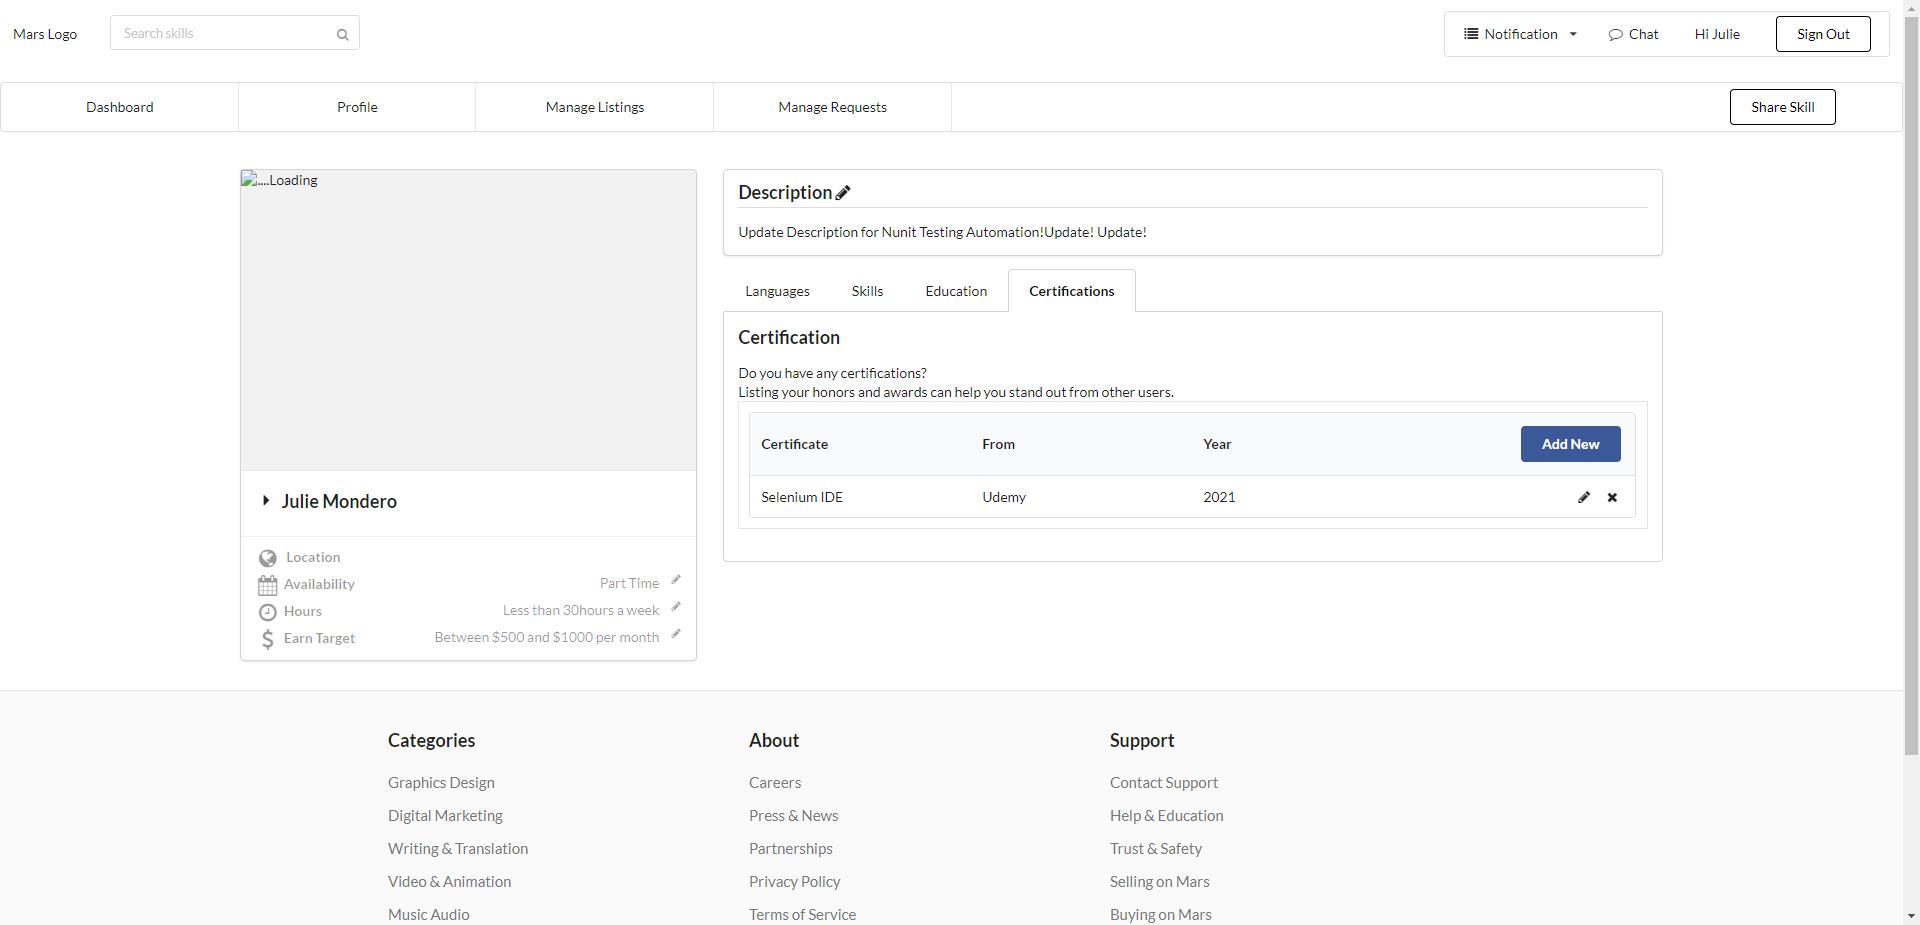 Mars Logo
Search skills
Notification
Chat
Hi Julie
Sign Out
Dashboard
Profile
Manage Listings
Manage Requests
Share Skill
....Loading
Julie Mondero
Location
Availability
Part Time
Hours
Less than 30hours a week
Earn Target
Between $500 and $1000 per month
Description
Update Description for Nunit Testing Automation!Update! Update!
Languages
Skills
Education
Certifications
Certification
Do you have any certifications?
Listing your honors and awards can help you stand out from other users.
Certificate
From
Year
Add New
Selenium IDE
Udemy
2021
Categories
Graphics Design
Digital Marketing
Writing & Translation
Video & Animation
Music Audio
About
Careers
Press & News
Partnerships
Privacy Policy
Terms of Service
Support
Contact Support
Help & Education
Trust & Safety
Selling on Mars
Buying on Mars